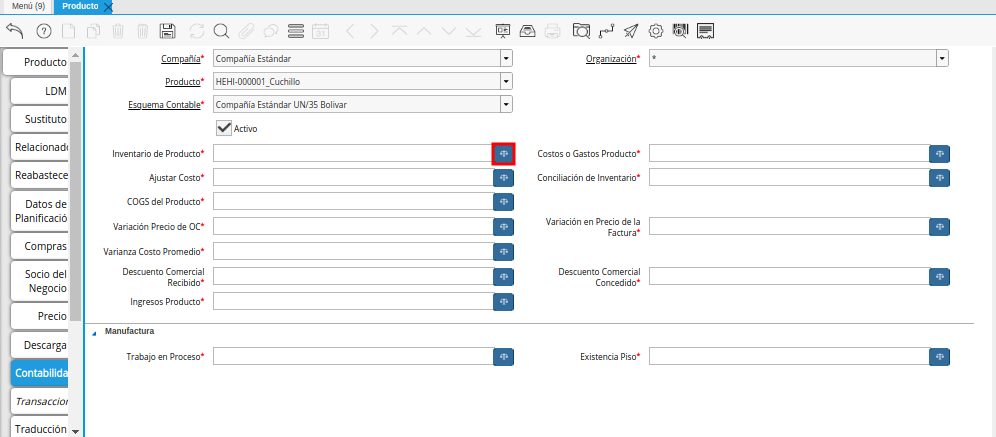 Menú (9) Producto
Producto
LDM
Sustituto
Relacionado
Reabastece
Datos de
Planificació
Compras
Socio del
Negocio
Precio
Descarga
Contabilida
Transaccion
Traducción
Compañía* Compañía Estándar
Organización* *
Producto* HEHI-000001_Cuchillo
Esquema Contable* Compañía Estándar UN/35 Bolivar
Activo
Inventario de Producto*
Costos o Gastos Producto*
Ajustar Costo*
Conciliación de Inventario*
COGS del Producto*
Variación Precio de OC*
Variación en Precio de la
Factura*
Varianza Costo Promedio*
Descuento Comercial
Recibido*
Descuento Comercial
Concedido*
Ingresos Producto*
Manufactura
Trabajo en Proceso*
Existencia Piso*